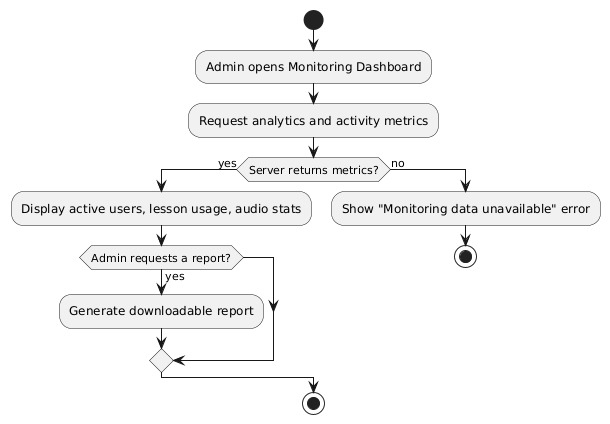 Admin opens Monitoring Dashboard
Request analytics and activity metrics
yes
Server returns metrics?
no
Display active users, lesson usage, audio stats
Show "Monitoring data unavailable" error
Admin requests a report?
yes
Generate downloadable report